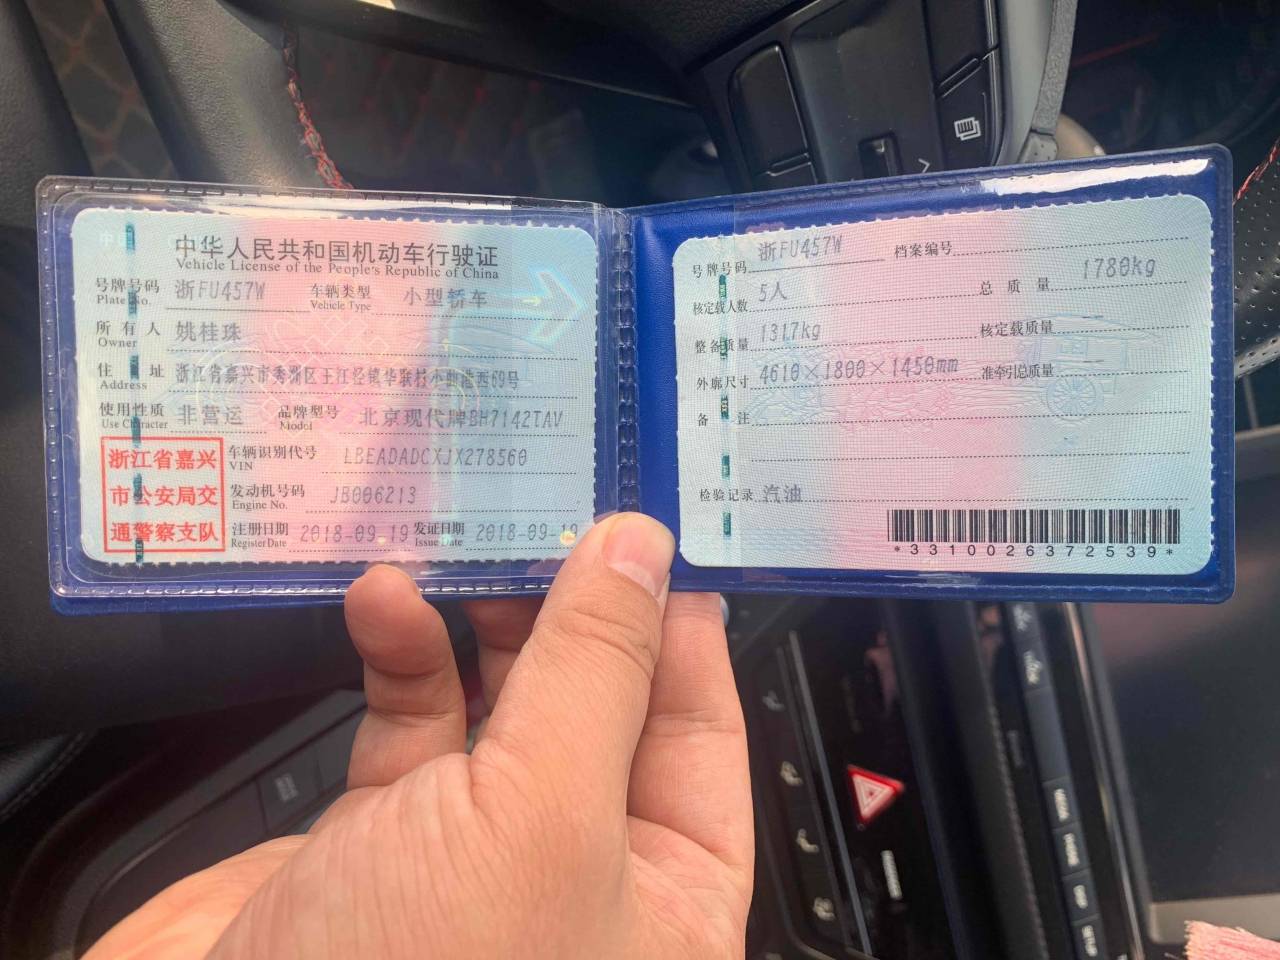 中华人民共和国机动车行驶证
Vehicle License of the People's Republic of China
号牌号码 浙FU457W 车辆类型 小型轿车
Plate No. Vehicle Type
所有人 姚桂珠
Owner
住址 浙江省嘉兴市秀洲区王江泾镇华联村小 港西69号
Address
使用性质 非营运 品牌型号 北京现代牌BH7142TAV
Use Character Model
浙江省嘉兴
市公安局交
通警察支队
车辆识别代号 LBEADADCXJX278560
VIN
发动机号码 JB006213
Engine No.
注册日期 2018-09-19 发证日期 2018-09-19
Register Date Issue Date
号牌号码 浙FU457W 档案编号
核定载人数 5人 总质量 1780kg
整备质量 1317kg 核定载质量 --
外廓尺寸 4610×1800×1450mm 准牵引总质量 --
备注
检验记录 汽油
*3310026372539*
MEDIA
SETUP